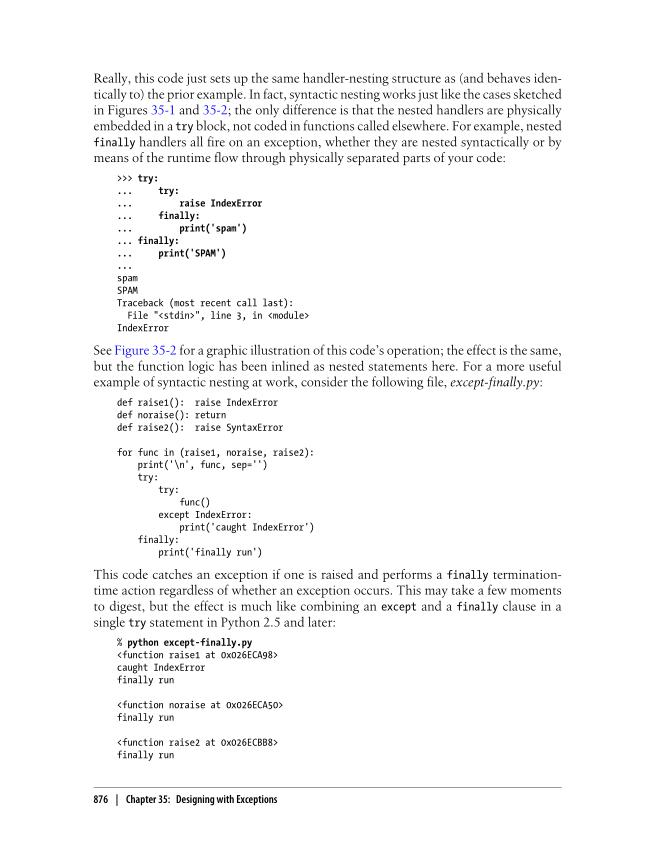 Really, this code just sets up the same handler-nesting structure as (and behaves iden-
tically to) the prior example. In fact, syntactic nesting works just like the cases sketched
in Figures 35-1 and 35-2; the only difference is that the nested handlers are physically
embedded in a try block, not coded in functions called elsewhere. For example, nested
finally handlers all fire on an exception, whether they are nested syntactically or by
means of the runtime flow through physically separated parts of your code:
>>> try:
...     try:
...         raise IndexError
...     finally:
...         print('spam')
... finally:
...     print('SPAM')
...
spam
SPAM
Traceback (most recent call last):
  File "<stdin>", line 3, in <module>
IndexError
See Figure 35-2 for a graphic illustration of this code's operation; the effect is the same,
but the function logic has been inlined as nested statements here. For a more useful
example of syntactic nesting at work, consider the following file, except-finally.py:
def raise1():  raise IndexError
def noraise(): return
def raise2():  raise SyntaxError
for func in (raise1, noraise, raise2):
    print('\n', func, sep='')
    try:
        try:
            func()
        except IndexError:
            print('caught IndexError')
    finally:
        print('finally run')
This code catches an exception if one is raised and performs a finally termination-
time action regardless of whether an exception occurs. This may take a few moments
to digest, but the effect is much like combining an except and a finally clause in a
single try statement in Python 2.5 and later:
% python except-finally.py
<function raise1 at 0x026ECA98>
caught IndexError
finally run
<function noraise at 0x026ECA50>
finally run
<function raise2 at 0x026ECBB8>
finally run
876 | Chapter 35: Designing with Exceptions